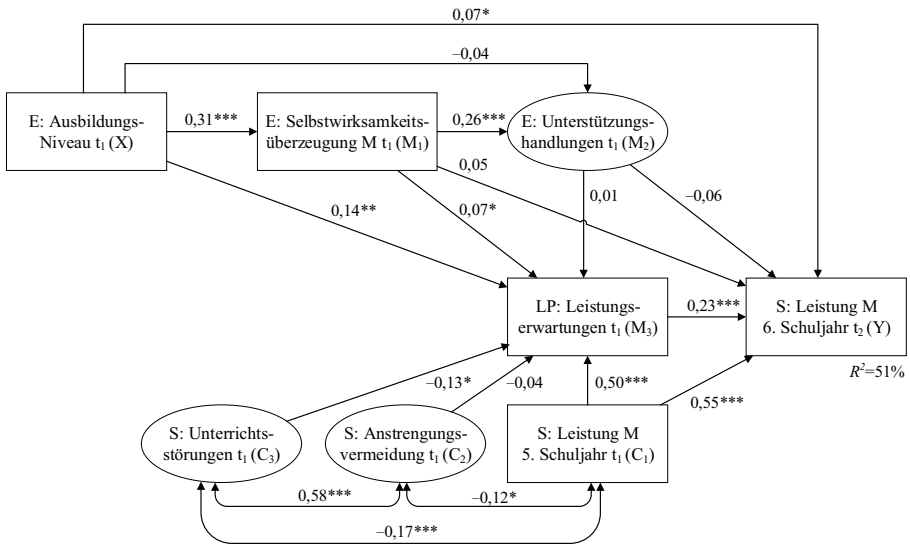 0,07*
–0,04
E: Ausbildungs-
Niveau t₁ (X)
0,31***
E: Selbstwirksamkeits-
überzeugung M t₁ (M₁)
0,26***
E: Unterstützungs-
handlungen t₁ (M₂)
0,05
0,14**
0,07*
0,01
–0,06
LP: Leistungs-
erwartungen t₁ (M₃)
0,23***
S: Leistung M
6. Schuljahr t₂ (Y)
R²=51%
–0,13*
–0,04
0,50***
0,55***
S: Unterrichts-
störungen t₁ (C₃)
S: Anstrengungs-
vermeidung t₁ (C₂)
S: Leistung M
5. Schuljahr t₁ (C₁)
0,58***
–0,12*
–0,17***